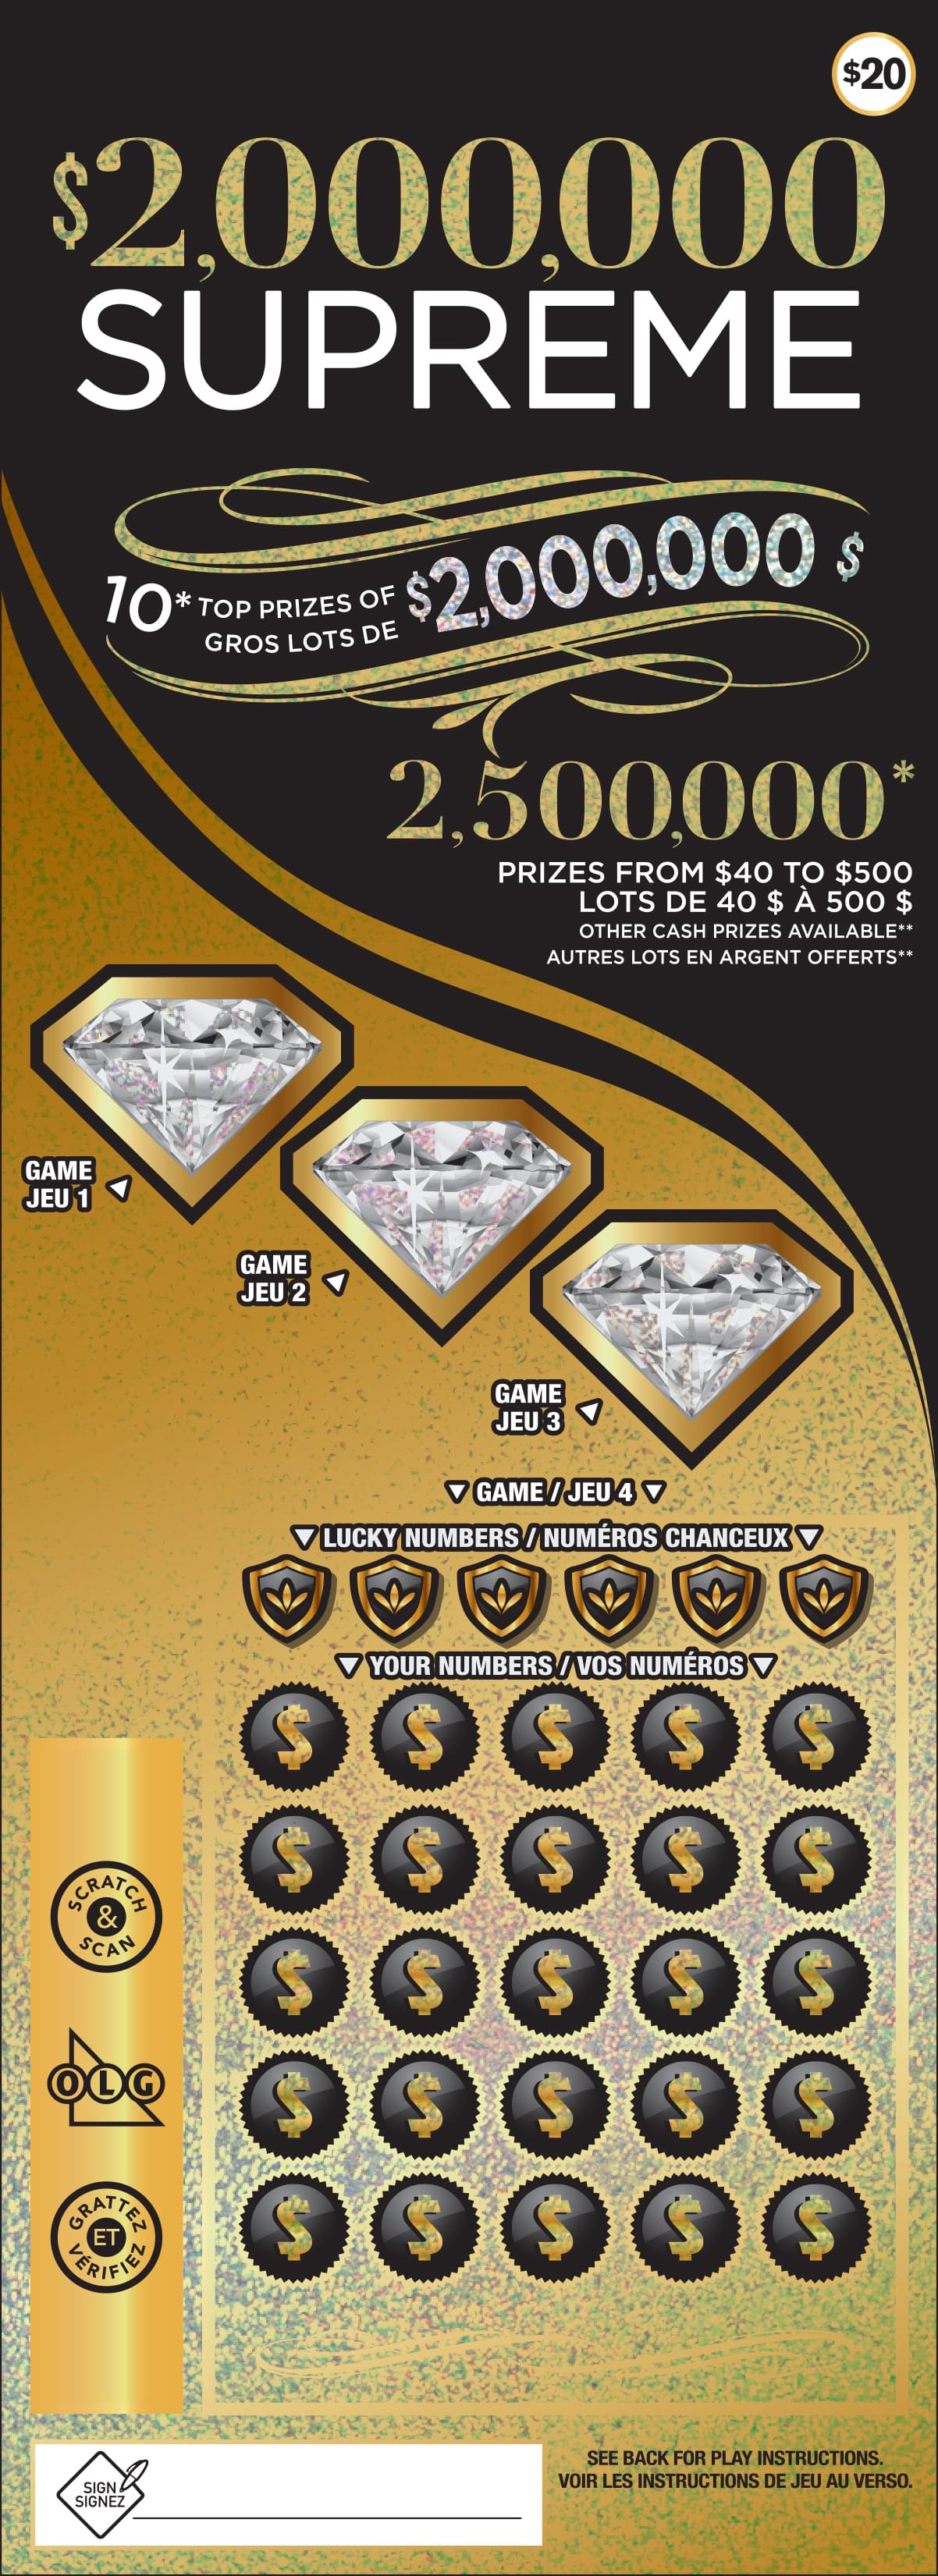 $20
$2,000,000
SUPREME
10* TOP PRIZES OF
GROS LOTS DE
$2,000,000 $
2,500,000*
PRIZES FROM $40 TO $500
LOTS DE 40 $ À 500 $
OTHER CASH PRIZES AVAILABLE**
AUTRES LOTS EN ARGENT OFFERTS**
GAME
JEU 1
GAME
JEU 2
GAME
JEU 3
GAME / JEU 4
LUCKY NUMBERS / NUMÉROS CHANCEUX
YOUR NUMBERS / VOS NUMÉROS
$ $ $ $ $
$ $ $ $ $
$ $ $ $ $
$ $ $ $ $
$ $ $ $ $
SCRATCH
&
SCAN
OLG
GRATTEZ
ET
VÉRIFIEZ
SIGN
SIGNEZ
SEE BACK FOR PLAY INSTRUCTIONS.
VOIR LES INSTRUCTIONS DE JEU AU VERSO.